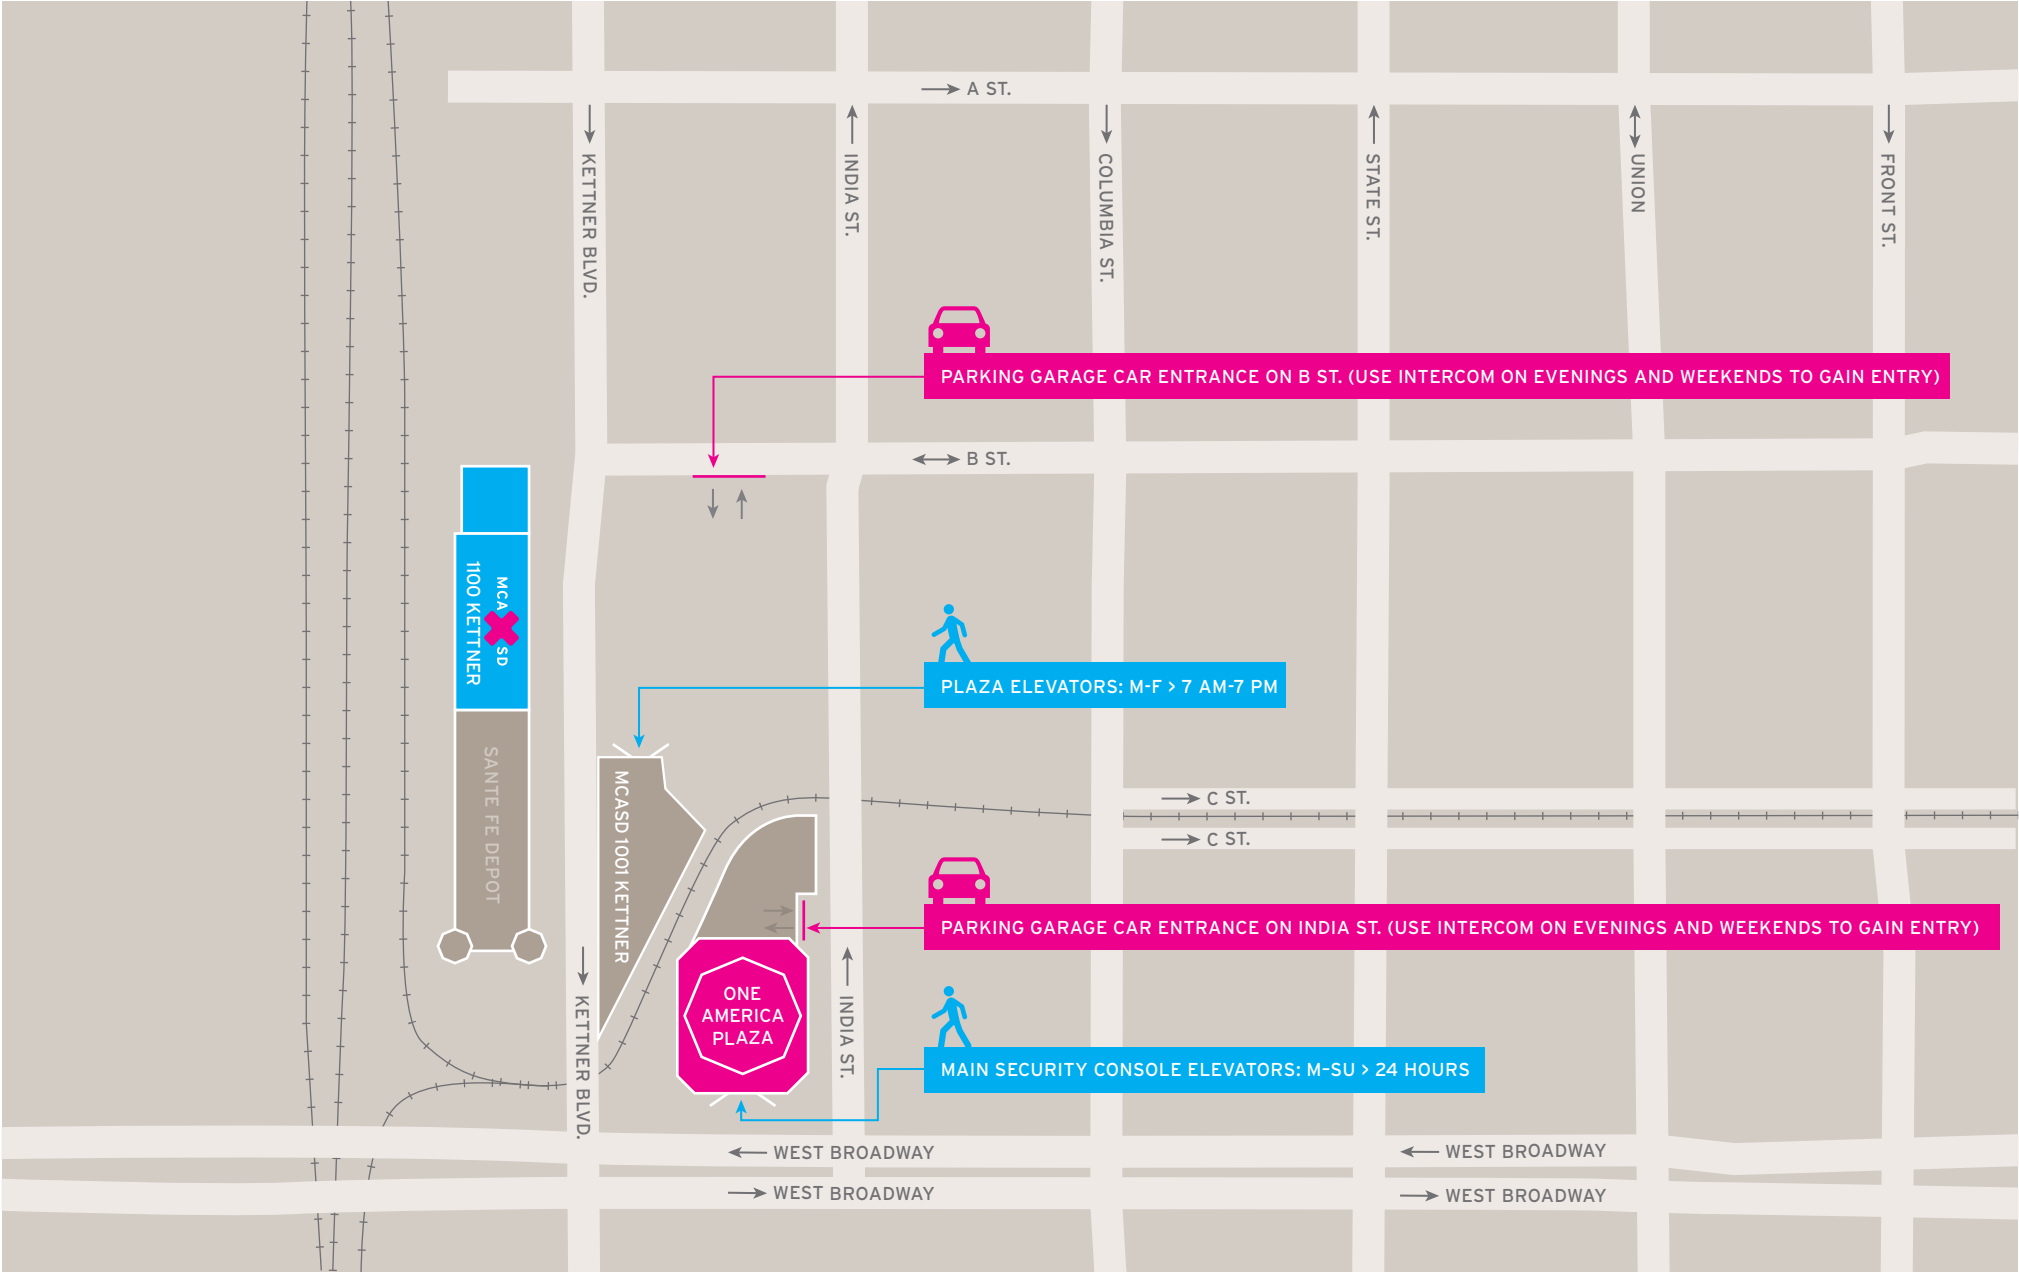 A ST.
KETTNER BLVD.
INDIA ST.
COLUMBIA ST.
STATE ST.
UNION
FRONT ST.
PARKING GARAGE CAR ENTRANCE ON B ST. (USE INTERCOM ON EVENINGS AND WEEKENDS TO GAIN ENTRY)
B ST.
MCA SD
1100 KETTNER
PLAZA ELEVATORS: M-F > 7 AM-7 PM
SANTE FE DEPOT
MCASD 1001 KETTNER
C ST.
C ST.
PARKING GARAGE CAR ENTRANCE ON INDIA ST. (USE INTERCOM ON EVENINGS AND WEEKENDS TO GAIN ENTRY)
ONE
AMERICA
PLAZA
KETTNER BLVD.
INDIA ST.
MAIN SECURITY CONSOLE ELEVATORS: M-SU > 24 HOURS
WEST BROADWAY
WEST BROADWAY
WEST BROADWAY
WEST BROADWAY